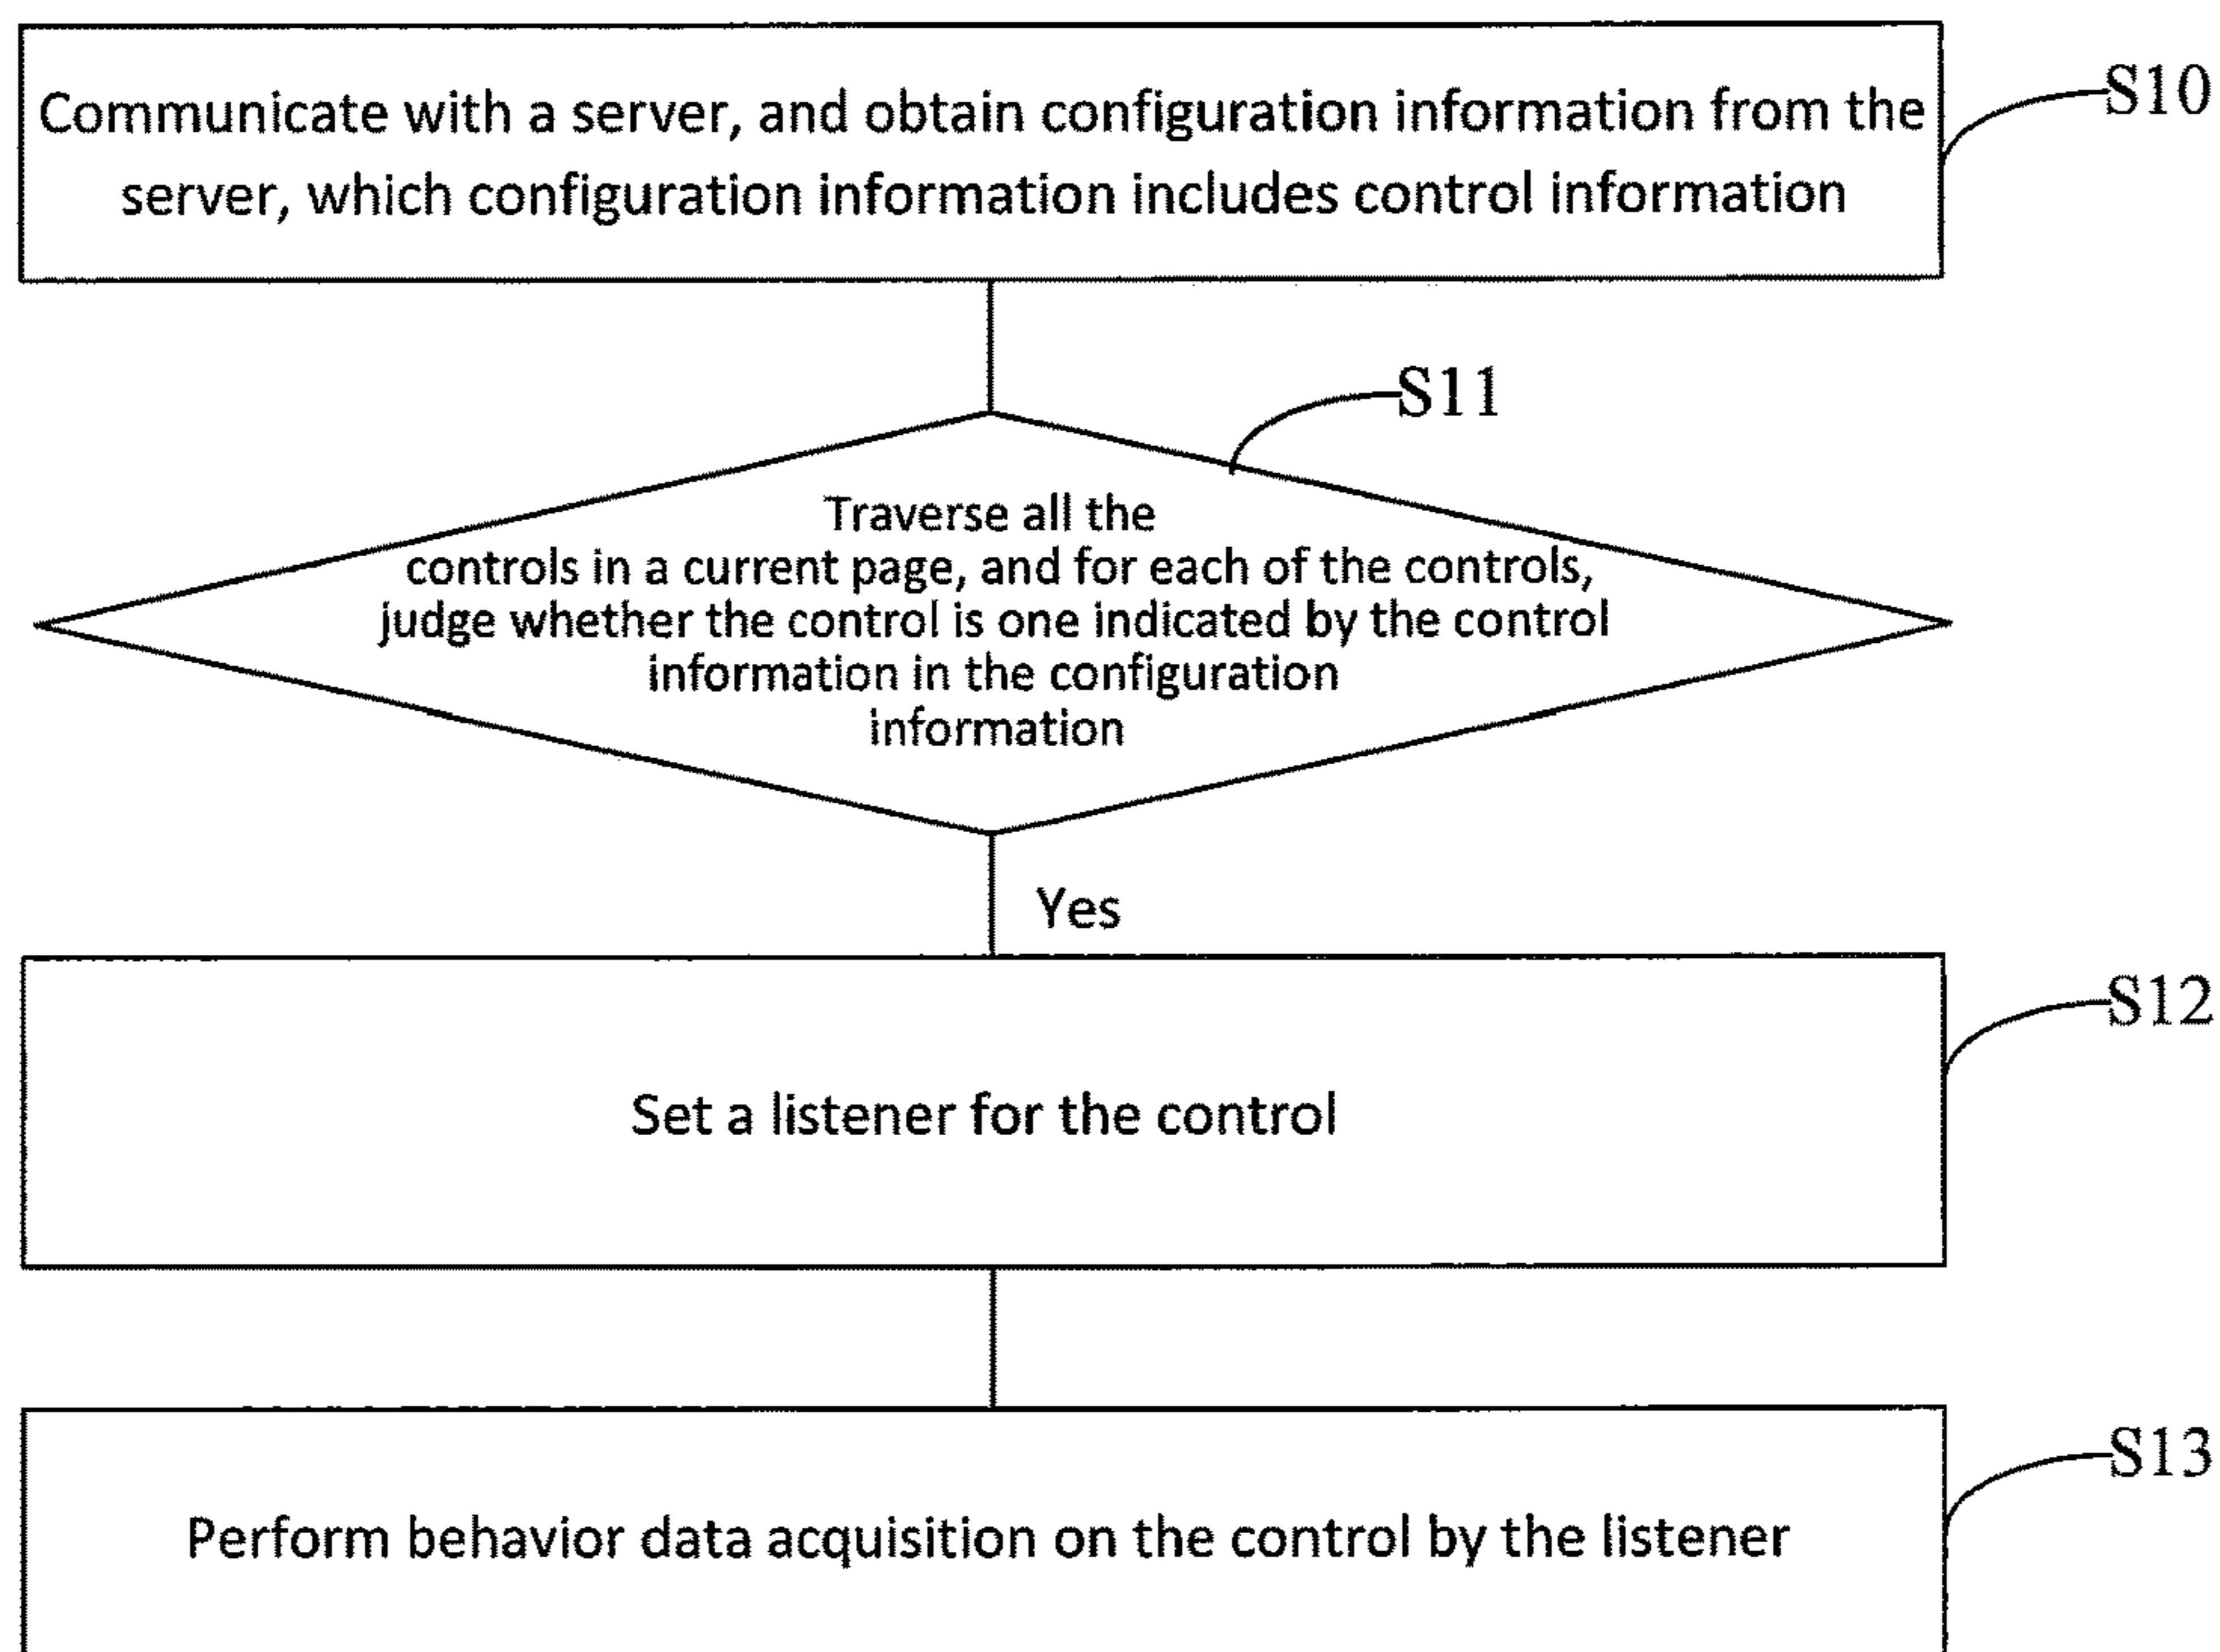 Communicate with a server, and obtain configuration information from the
server, which configuration information includes control information
S10
S11
Traverse all the
controls in a current page, and for each of the controls,
judge whether the control is one indicated by the control
information in the configuration
information
Yes
S12
Set a listener for the control
S13
Perform behavior data acquisition on the control by the listener